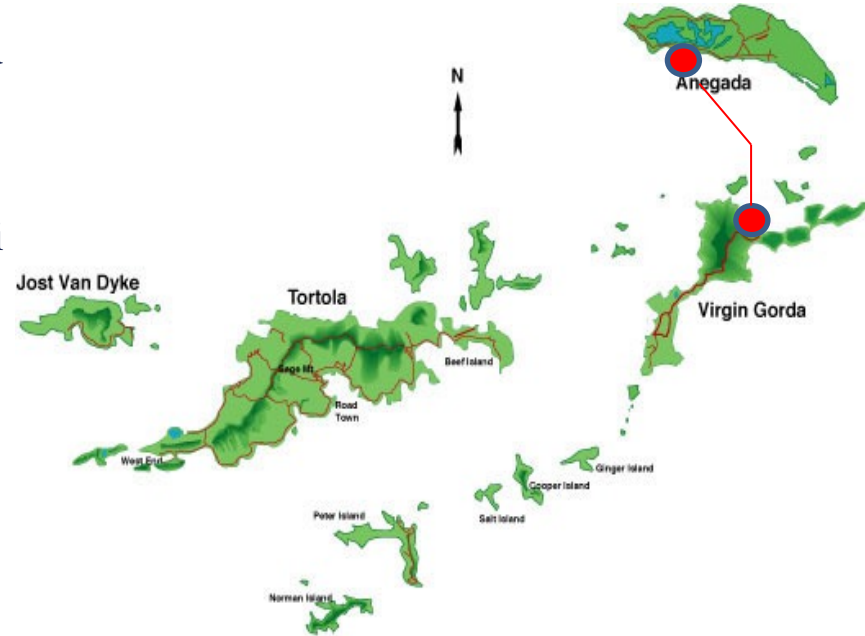 Anegada
N
Jost Van Dyke
Tortola
Virgin Gorda
Beef Island
Sage Mt
Road
Town
West End
Ginger Island
Cooper Island
Salt Island
Peter Island
Norman Island